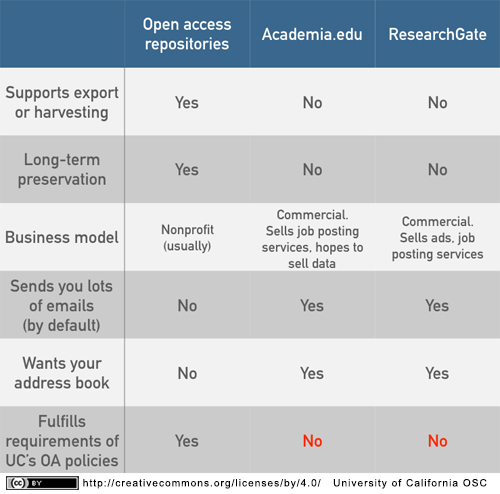 Open access
repositories
Academia.edu
ResearchGate
Supports export
or harvesting
Yes
No
No
Long-term
preservation
Yes
No
No
Business model
Nonprofit
(usually)
Commercial.
Sells job posting
services, hopes to
sell data
Commercial.
Sells ads, job
posting services
Sends you lots
of emails
(by default)
No
Yes
Yes
Wants your
address book
No
Yes
Yes
Fulfills
requirements of
UC's OA policies
Yes
No
No
(cc) BY http://creativecommons.org/licenses/by/4.0/ University of California OSC